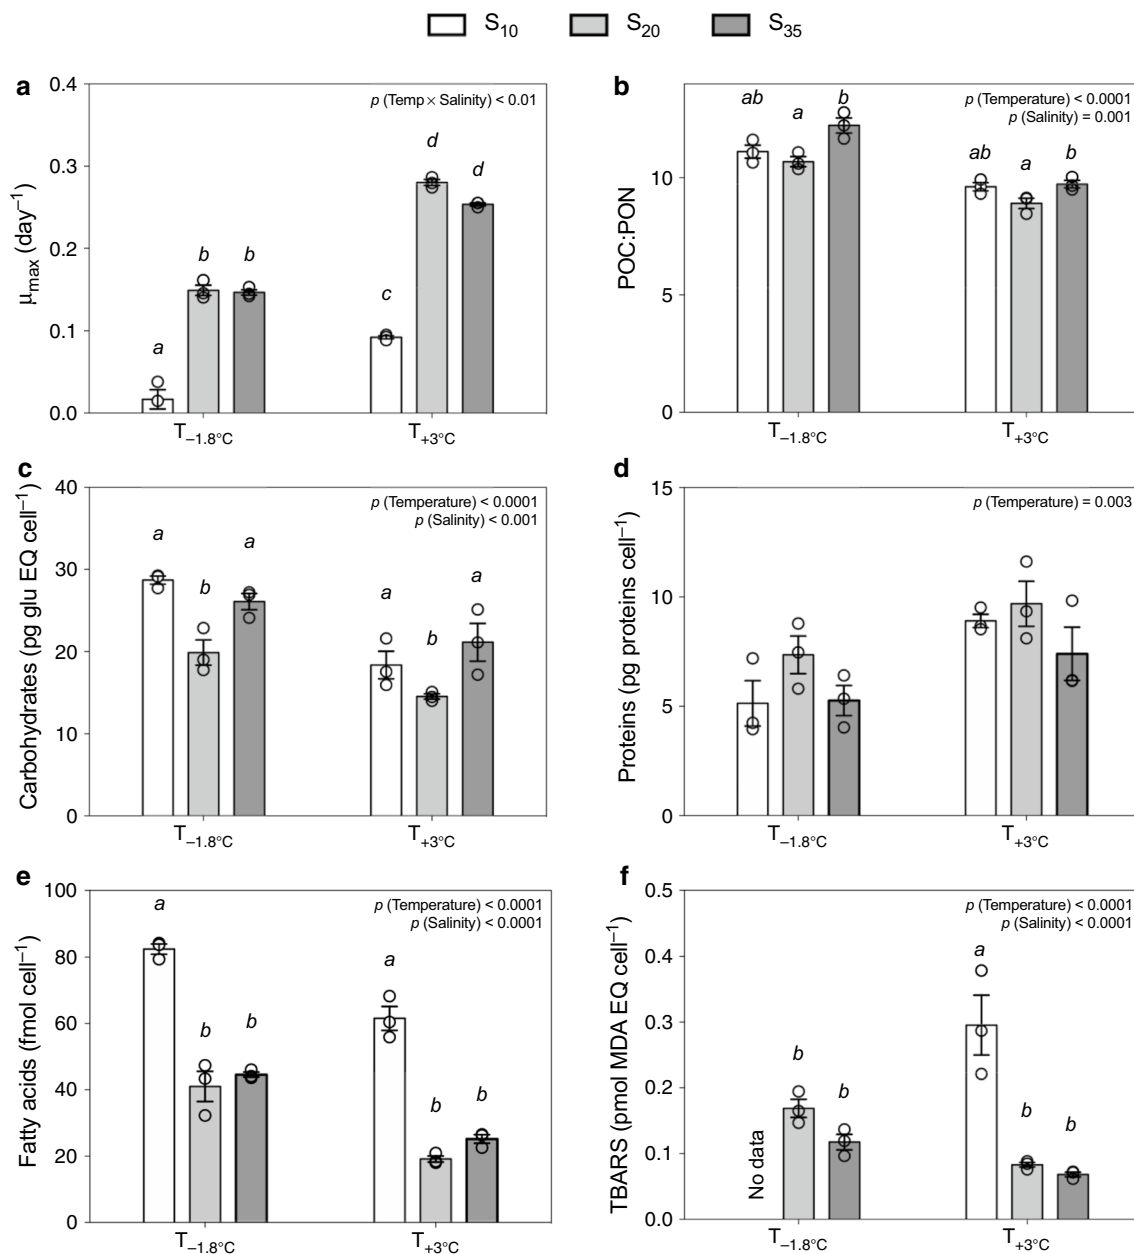 S10 S20 S35
a
p (Temp × Salinity) < 0.01
μmax (day−1)
0.4
0.3
0.2
0.1
0.0
a b b c d d
T−1.8°C T+3°C
b
p (Temperature) < 0.0001
p (Salinity) = 0.001
POC:PON
10
5
0
ab a b ab a b
T−1.8°C T+3°C
c
p (Temperature) < 0.0001
p (Salinity) < 0.001
Carbohydrates (pg glu EQ cell−1)
40
30
20
10
0
a b a a b a
T−1.8°C T+3°C
d
p (Temperature) = 0.003
Proteins (pg proteins cell−1)
15
10
5
0
T−1.8°C T+3°C
e
p (Temperature) < 0.0001
p (Salinity) < 0.0001
Fatty acids (fmol cell−1)
100
80
60
40
20
0
a b b a b b
T−1.8°C T+3°C
f
p (Temperature) < 0.0001
p (Salinity) < 0.0001
TBARS (pmol MDA EQ cell−1)
0.5
0.4
0.3
0.2
0.1
0.0
No data
b b a b b
T−1.8°C T+3°C